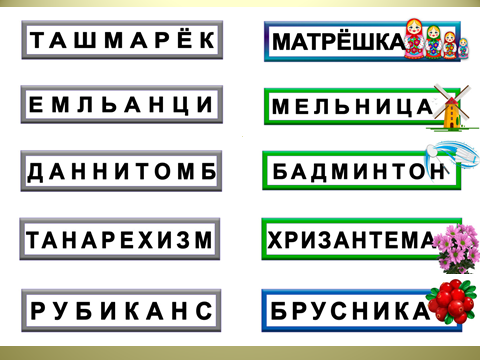 ТАШМАРЁК МАТРЁШКА
ЕМЛЬАНЦИ МЕЛЬНИЦА
ДАННИТОМБ БАДМИНТОН
ТАНАРЕХИЗМ ХРИЗАНТЕМА
РУБИКАНС БРУСНИКА